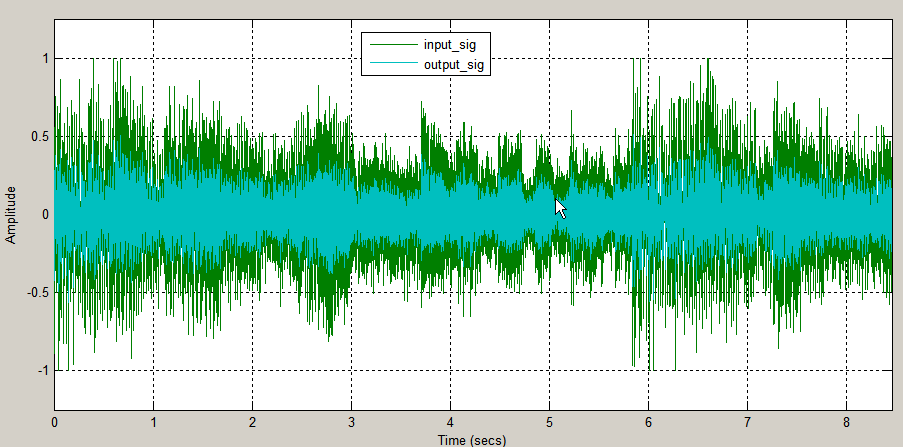 input_sig
output_sig
1
0.5
0
-0.5
-1
Amplitude
0 1 2 3 4 5 6 7 8
Time (secs)